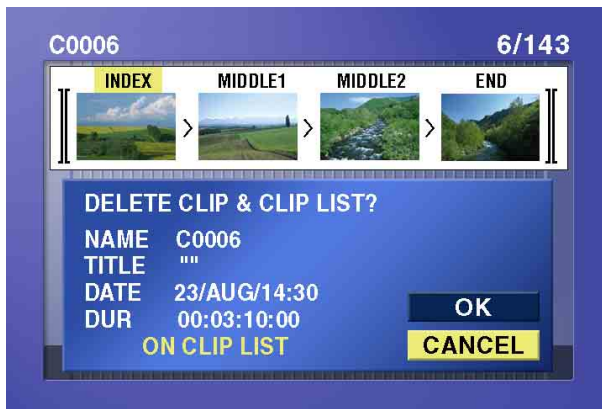 C0006 6/143
INDEX MIDDLE1 MIDDLE2 END
DELETE CLIP & CLIP LIST?
NAME C0006
TITLE ""
DATE 23/AUG/14:30
DUR 00:03:10:00
OK
ON CLIP LIST
CANCEL